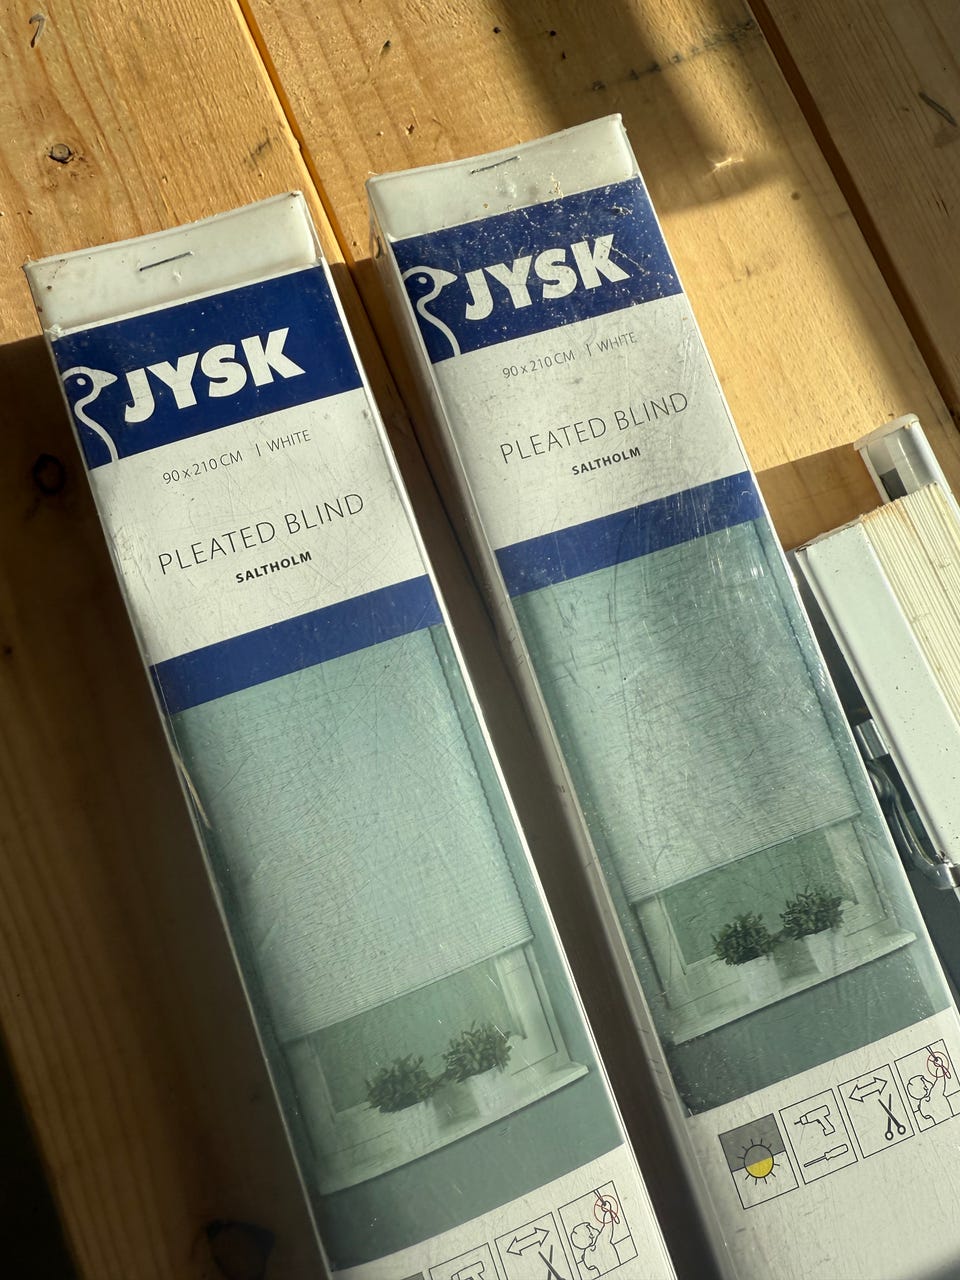 JYSK
90 x 210 CM | WHITE
PLEATED BLIND
SALTHOLM
JYSK
90 x 210 CM | WHITE
PLEATED BLIND
SALTHOLM